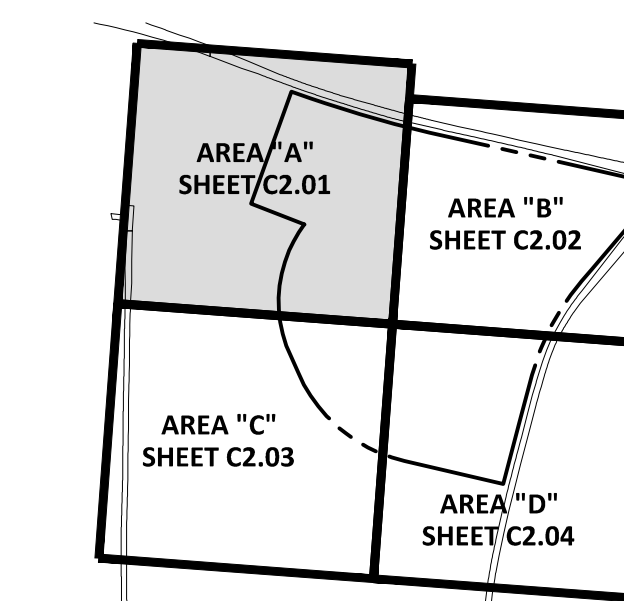 AREA "A"
SHEET C2.01
AREA "B"
SHEET C2.02
AREA "C"
SHEET C2.03
AREA "D"
SHEET C2.04